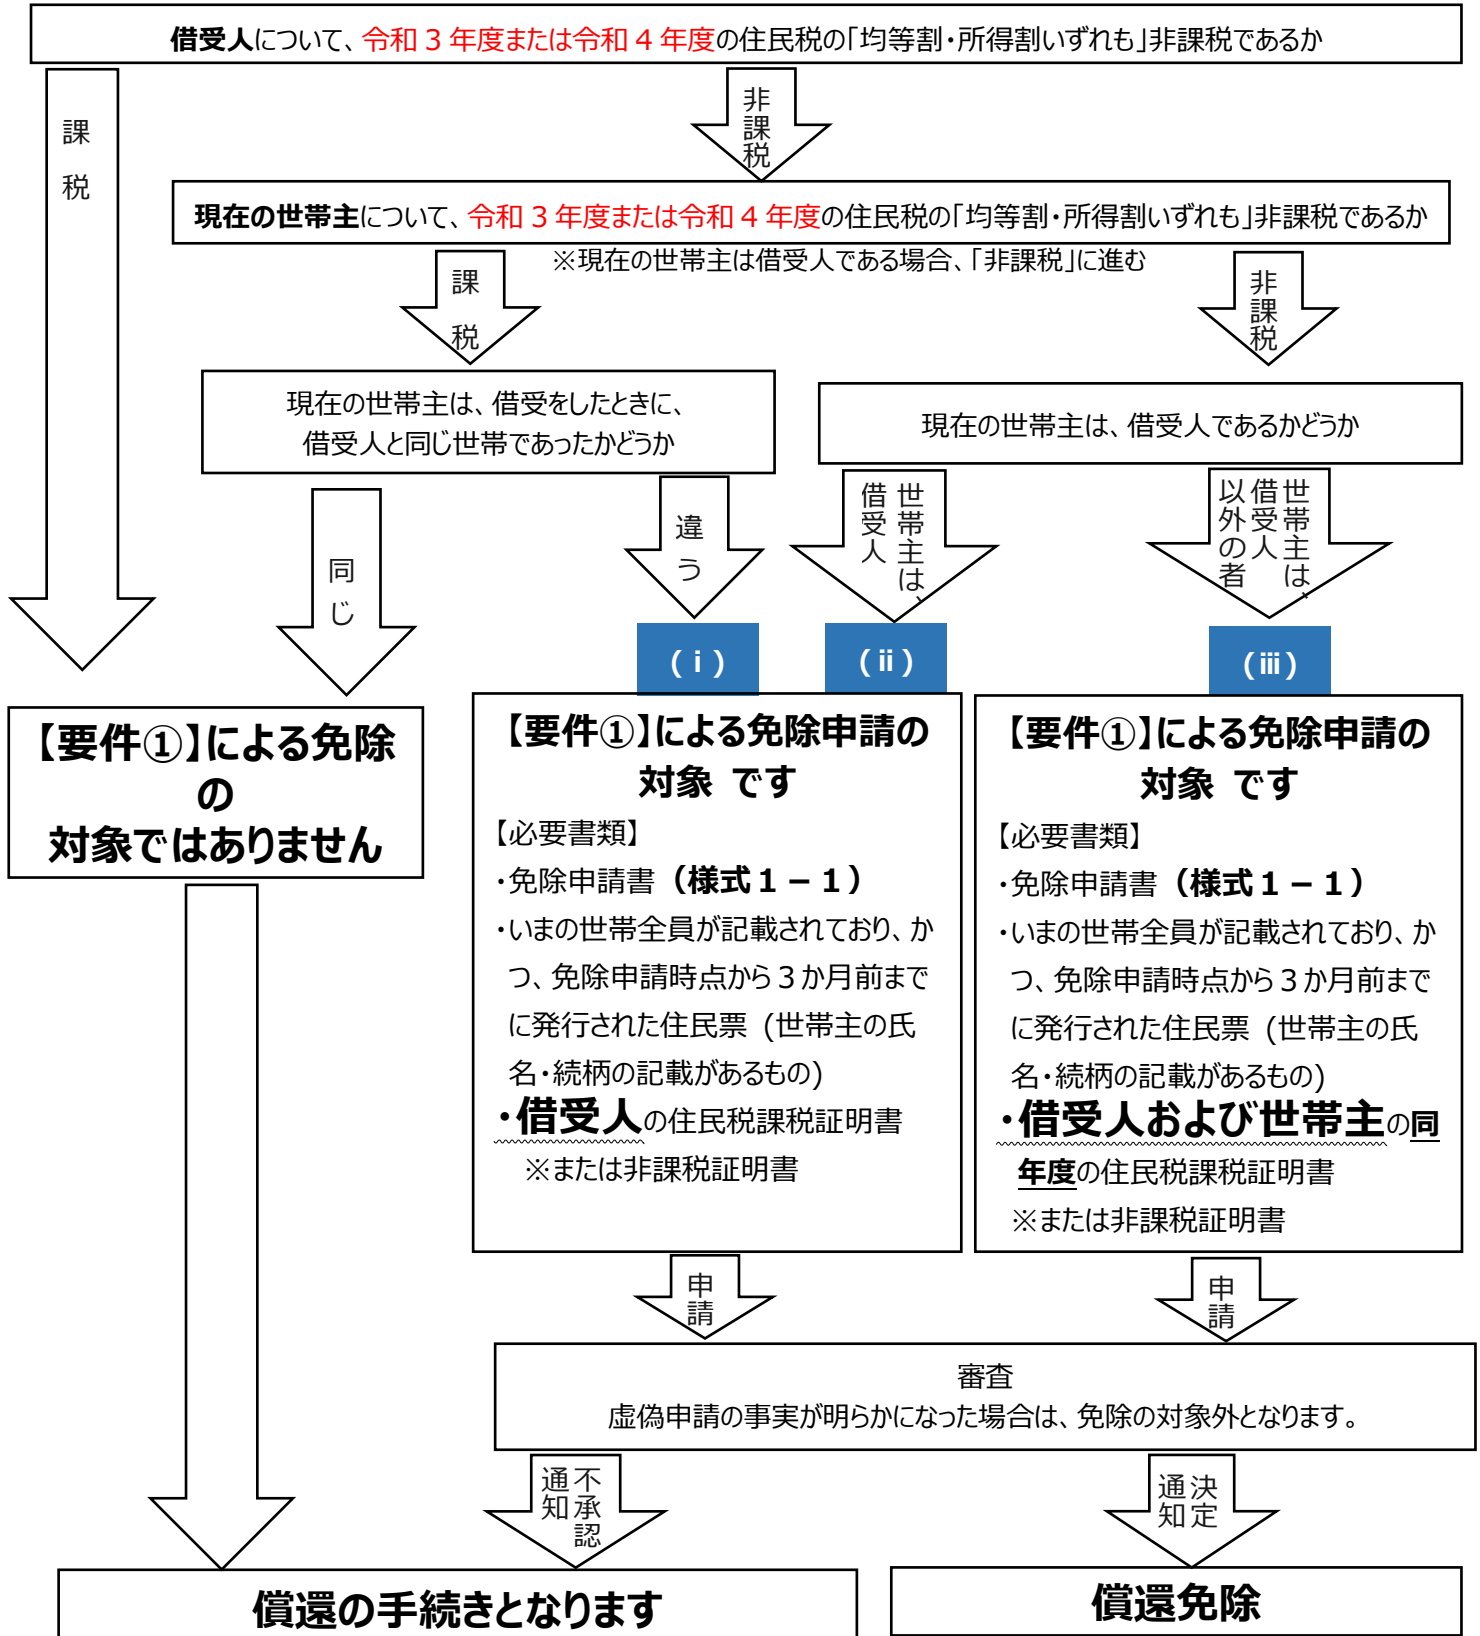 借受人について、令和３年度または令和４年度の住民税の「均等割・所得割いずれも」非課税であるか
課税
非課税
現在の世帯主について、令和３年度または令和４年度の住民税の「均等割・所得割いずれも」非課税であるか
※現在の世帯主は借受人である場合、「非課税」に進む
課税
非課税
現在の世帯主は、借受をしたときに、
借受人と同じ世帯であったかどうか
現在の世帯主は、借受人であるかどうか
同じ
違う
世帯主は、
借受人
世帯主は、
借受人
以外の者
(ⅰ)
(ⅱ)
(ⅲ)
【要件①】による免除
の
対象ではありません
【要件①】による免除申請の
対象 です
【必要書類】
・免除申請書（様式１－１）
・いまの世帯全員が記載されており、か
つ、免除申請時点から３か月前まで
に発行された住民票 (世帯主の氏
名・続柄の記載があるもの)
・借受人の住民税課税証明書
※または非課税証明書
【要件①】による免除申請の
対象 です
【必要書類】
・免除申請書（様式１－１）
・いまの世帯全員が記載されており、か
つ、免除申請時点から３か月前まで
に発行された住民票 (世帯主の氏
名・続柄の記載があるもの)
・借受人および世帯主の同
年度の住民税課税証明書
※または非課税証明書
申請
申請
審査
虚偽申請の事実が明らかになった場合は、免除の対象外となります。
不承認
通知
決定
通知
償還の手続きとなります
償還免除